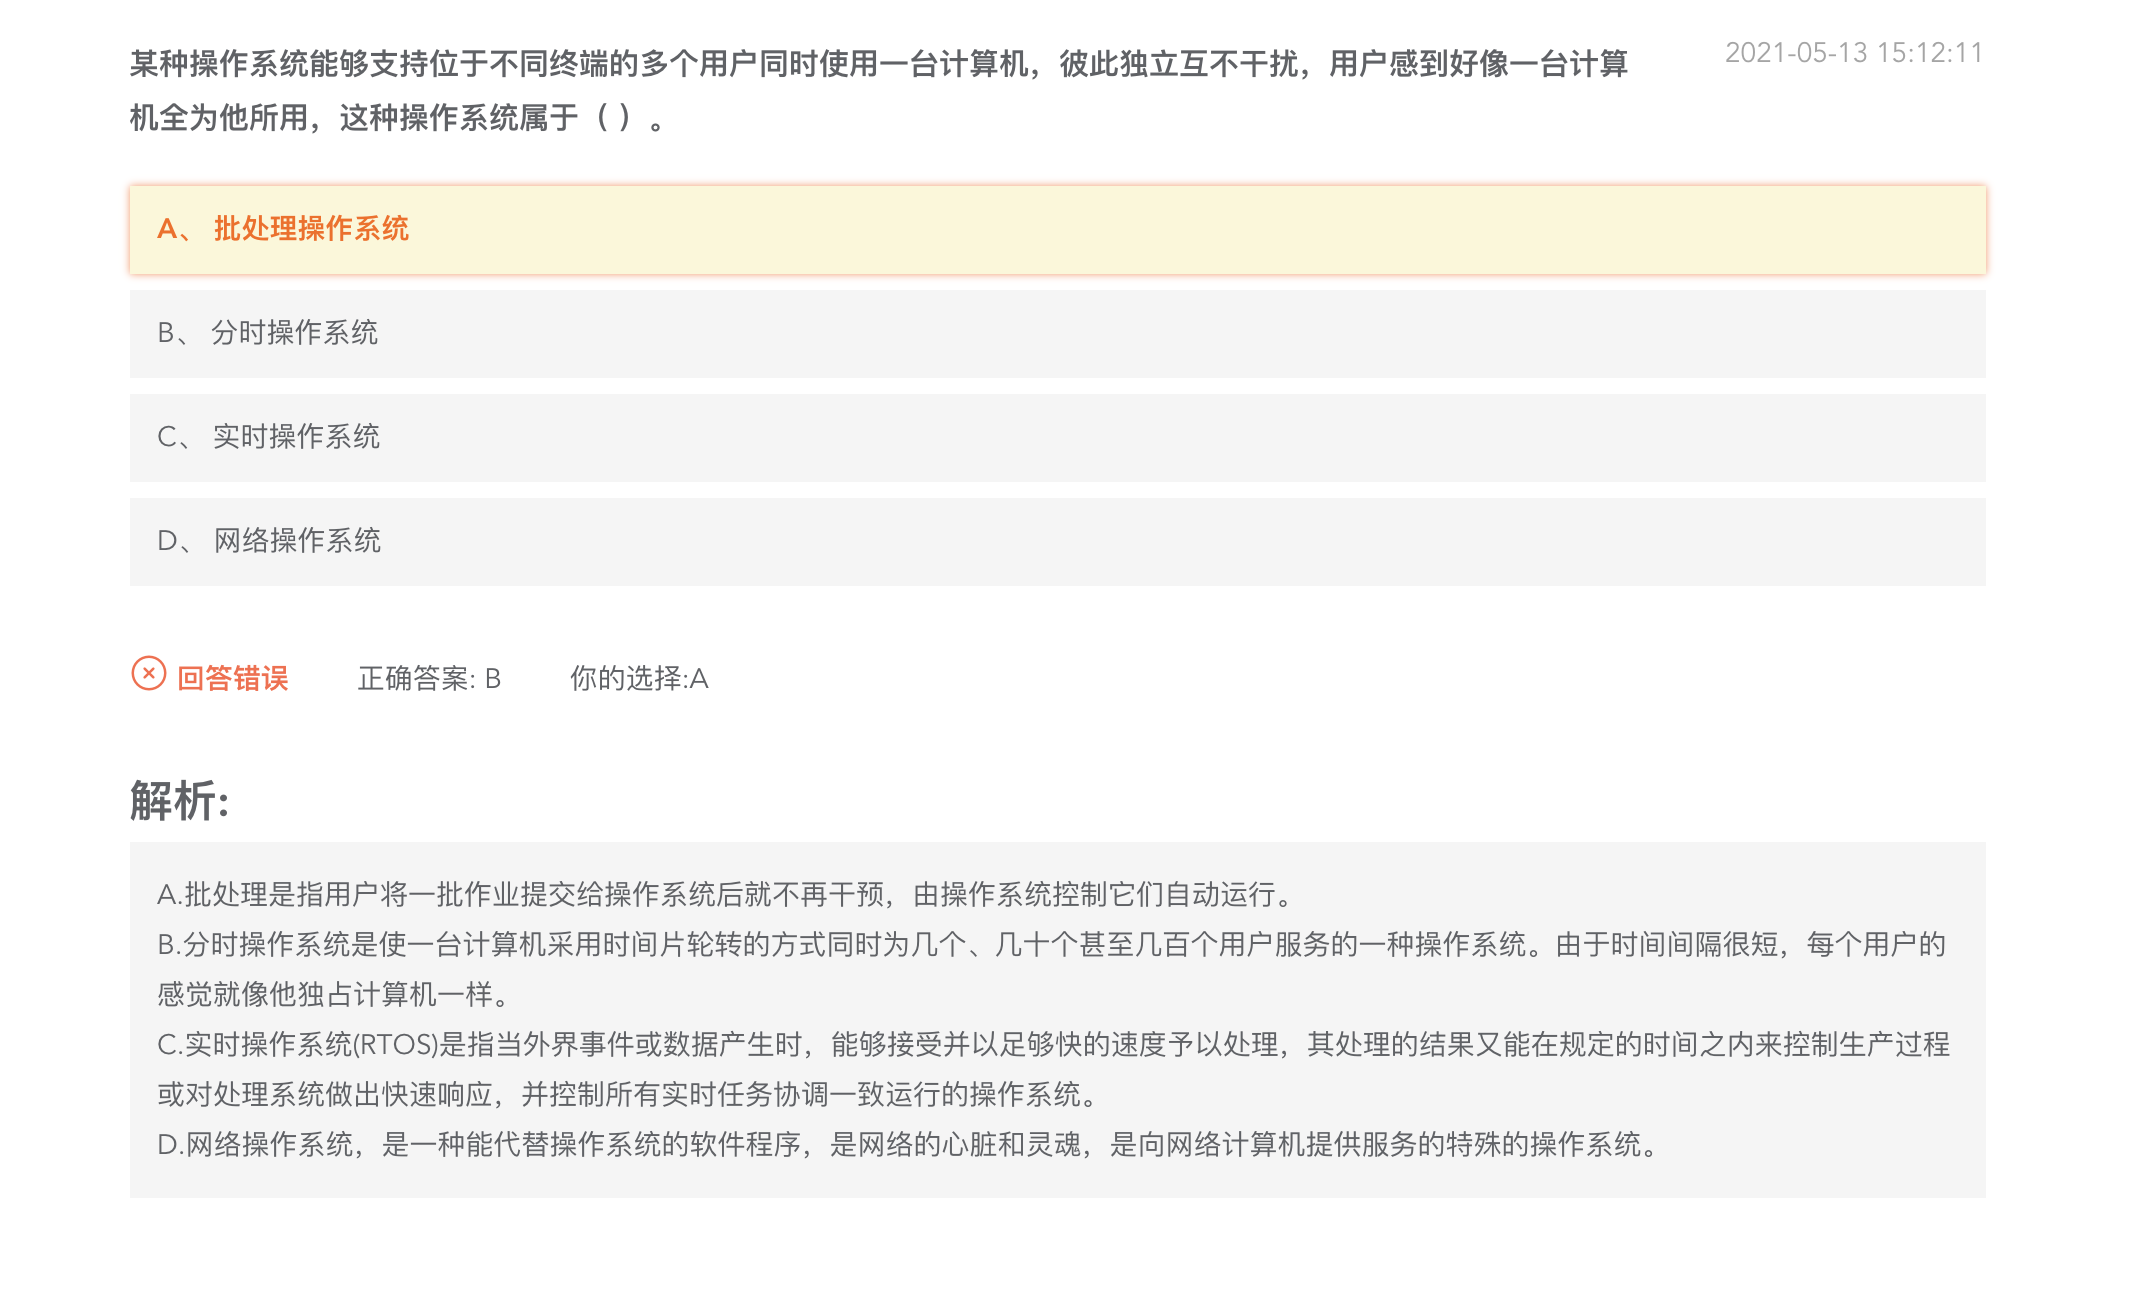 某种操作系统能够支持位于不同终端的多个用户同时使用一台计算机，彼此独立互不干扰，用户感到好像一台计算
机全为他所用，这种操作系统属于（ ）。
2021-05-13 15:12:11
A、 批处理操作系统
B、 分时操作系统
C、 实时操作系统
D、 网络操作系统
回答错误 正确答案: B 你的选择:A
解析:
A.批处理是指用户将一批作业提交给操作系统后就不再干预，由操作系统控制它们自动运行。
B.分时操作系统是使一台计算机采用时间片轮转的方式同时为几个、几十个甚至几百个用户服务的一种操作系统。由于时间间隔很短，每个用户的
感觉就像他独占计算机一样。
C.实时操作系统(RTOS)是指当外界事件或数据产生时，能够接受并以足够快的速度予以处理，其处理的结果又能在规定的时间之内来控制生产过程
或对处理系统做出快速响应，并控制所有实时任务协调一致运行的操作系统。
D.网络操作系统，是一种能代替操作系统的软件程序，是网络的心脏和灵魂，是向网络计算机提供服务的特殊的操作系统。